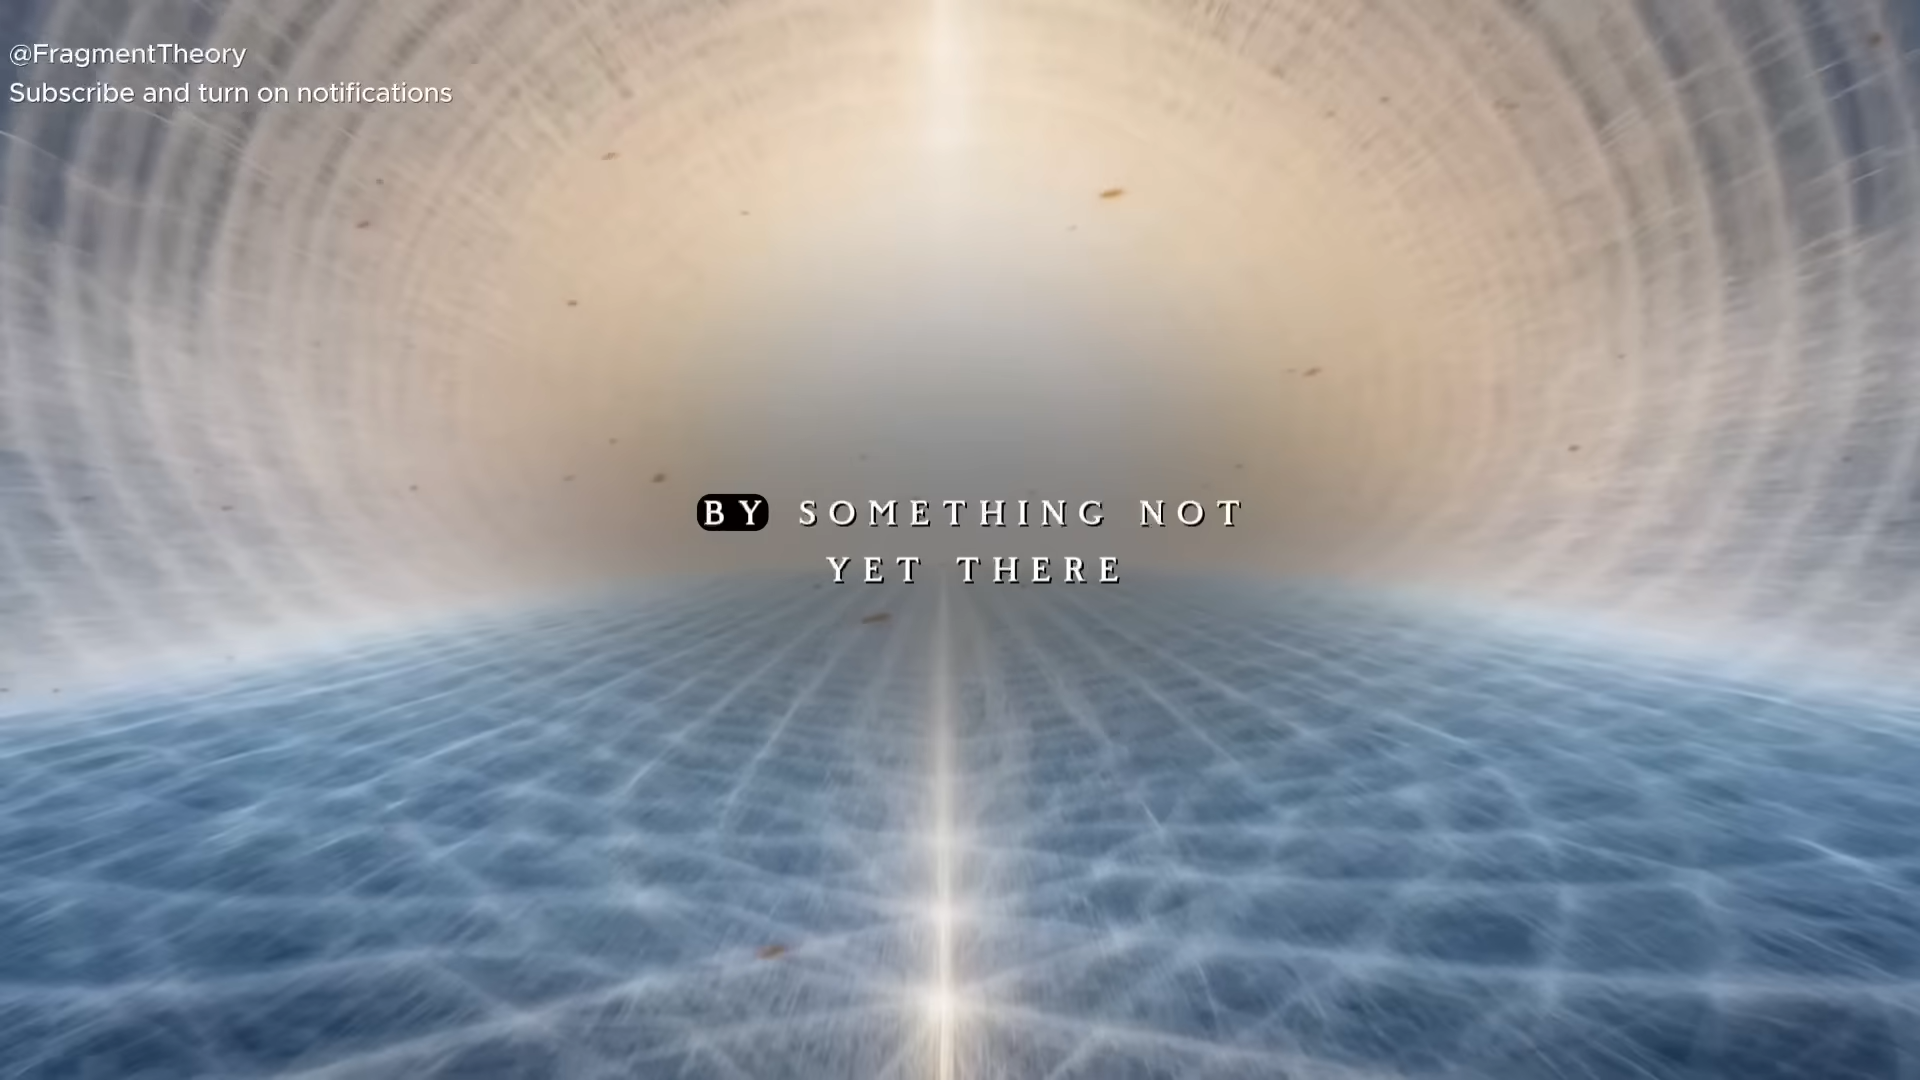 @FragmentTheory
Subscribe and turn on notifications
BY SOMETHING NOT
YET THERE